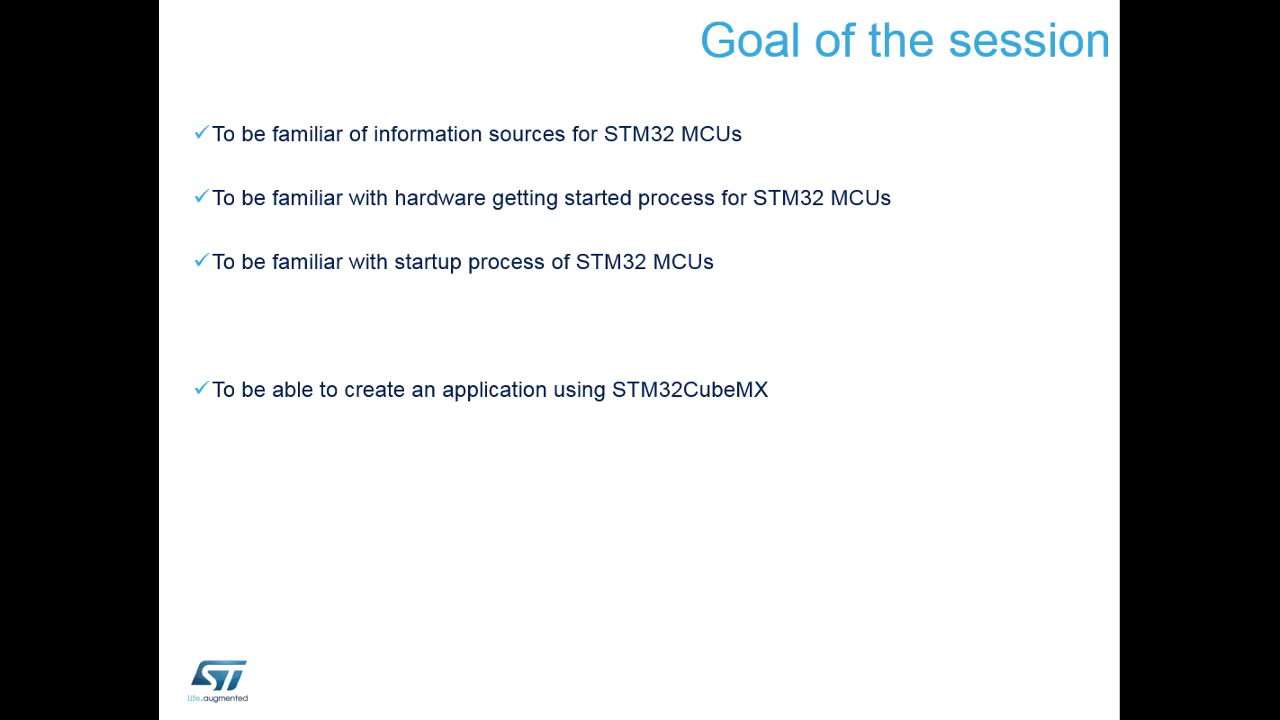 Goal of the session
✓To be familiar of information sources for STM32 MCUs
✓To be familiar with hardware getting started process for STM32 MCUs
✓To be familiar with startup process of STM32 MCUs
✓To be able to create an application using STM32CubeMX
ST
life.augmented